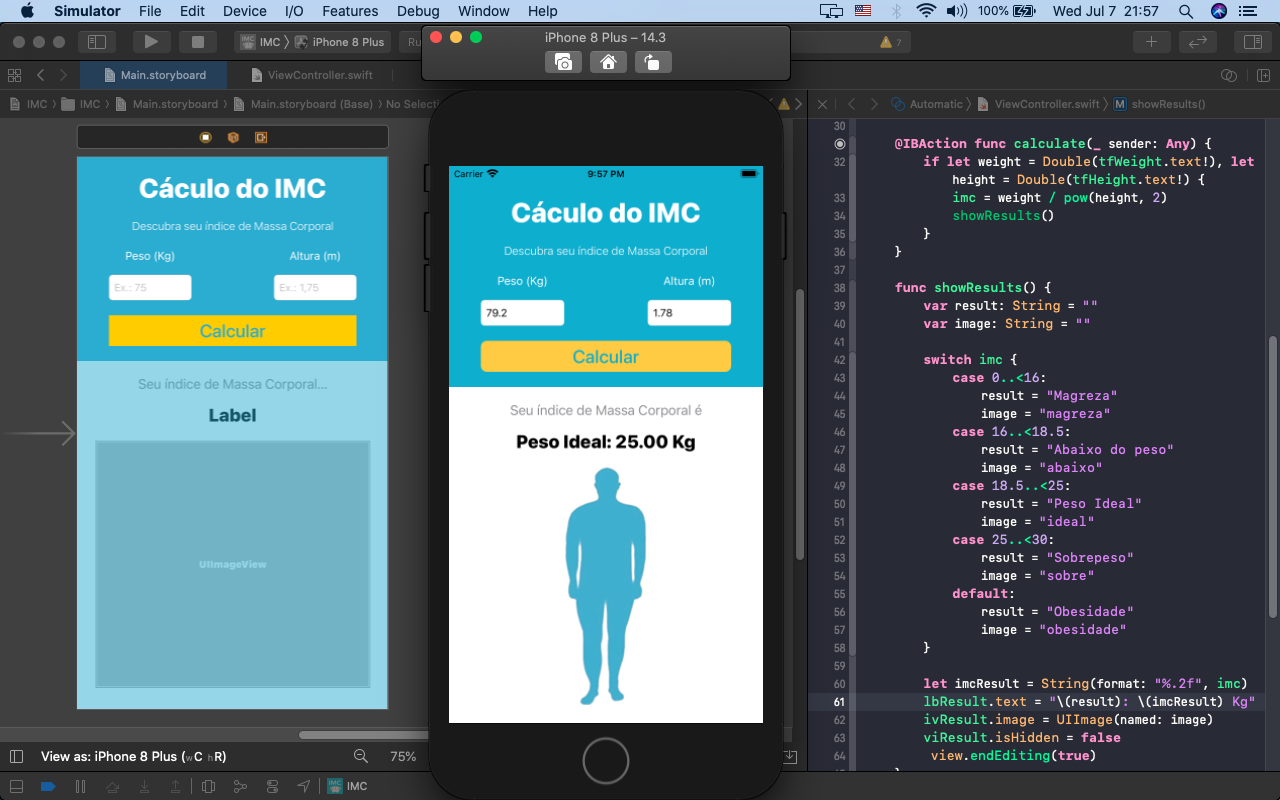 Simulator File Edit Device I/O Features Debug Window Help 100% Wed Jul 7 21:57
IMC iPhone 8 Plus Ru 7
iPhone 8 Plus – 14.3
Main.storyboard ViewController.swift
IMC IMC Main.storyboard Main.storyboard (Base) No Selec
Automatic ViewController.swift M showResults()
Cáculo do IMC
Descubra seu índice de Massa Corporal
Peso (Kg) Altura (m)
Ex.: 75 Ex.: 1,75
Calcular
Seu índice de Massa Corporal...
Label
UIImageView
View as: iPhone 8 Plus (wC hR) 75%
IMC IMC
Carrier 9:57 PM
Cáculo do IMC
Descubra seu índice de Massa Corporal
Peso (Kg) Altura (m)
79.2 1.78
Calcular
Seu índice de Massa Corporal é
Peso Ideal: 25.00 Kg
30
@IBAction func calculate(_ sender: Any) {
32 if let weight = Double(tfWeight.text!), let
height = Double(tfHeight.text!) {
33 imc = weight / pow(height, 2)
34 showResults()
35 }
36 }
37
38 func showResults() {
39 var result: String = ""
40 var image: String = ""
41
42 switch imc {
43 case 0..<16:
44 result = "Magreza"
45 image = "magreza"
46 case 16..<18.5:
47 result = "Abaixo do peso"
48 image = "abaixo"
49 case 18.5..<25:
50 result = "Peso Ideal"
51 image = "ideal"
52 case 25..<30:
53 result = "Sobrepeso"
54 image = "sobre"
55 default:
56 result = "Obesidade"
57 image = "obesidade"
58 }
59
60 let imcResult = String(format: "%.2f", imc)
61 lbResult.text = "\(result): \(imcResult) Kg"
62 ivResult.image = UIImage(named: image)
63 viResult.isHidden = false
64 view.endEditing(true)